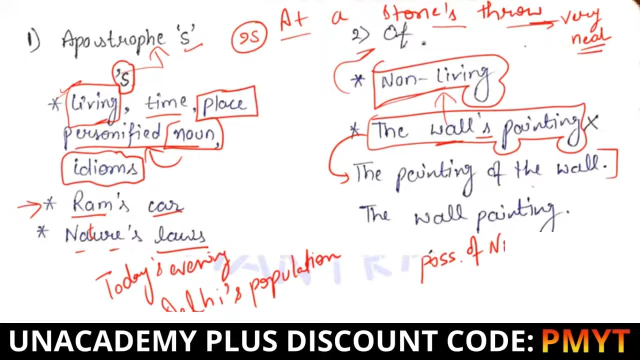 1) Apostrophe 's'
's
* living, time, place
personified noun,
idioms
* Ram's car
* Nature's laws
Today's evening
Delhi's population
25 At a stone's throw very near
2) Of.
* Non-living
* The wall's painting x
The painting of the wall.
The wall painting.
poss. of
UNACADEMY PLUS DISCOUNT CODE: PMYT